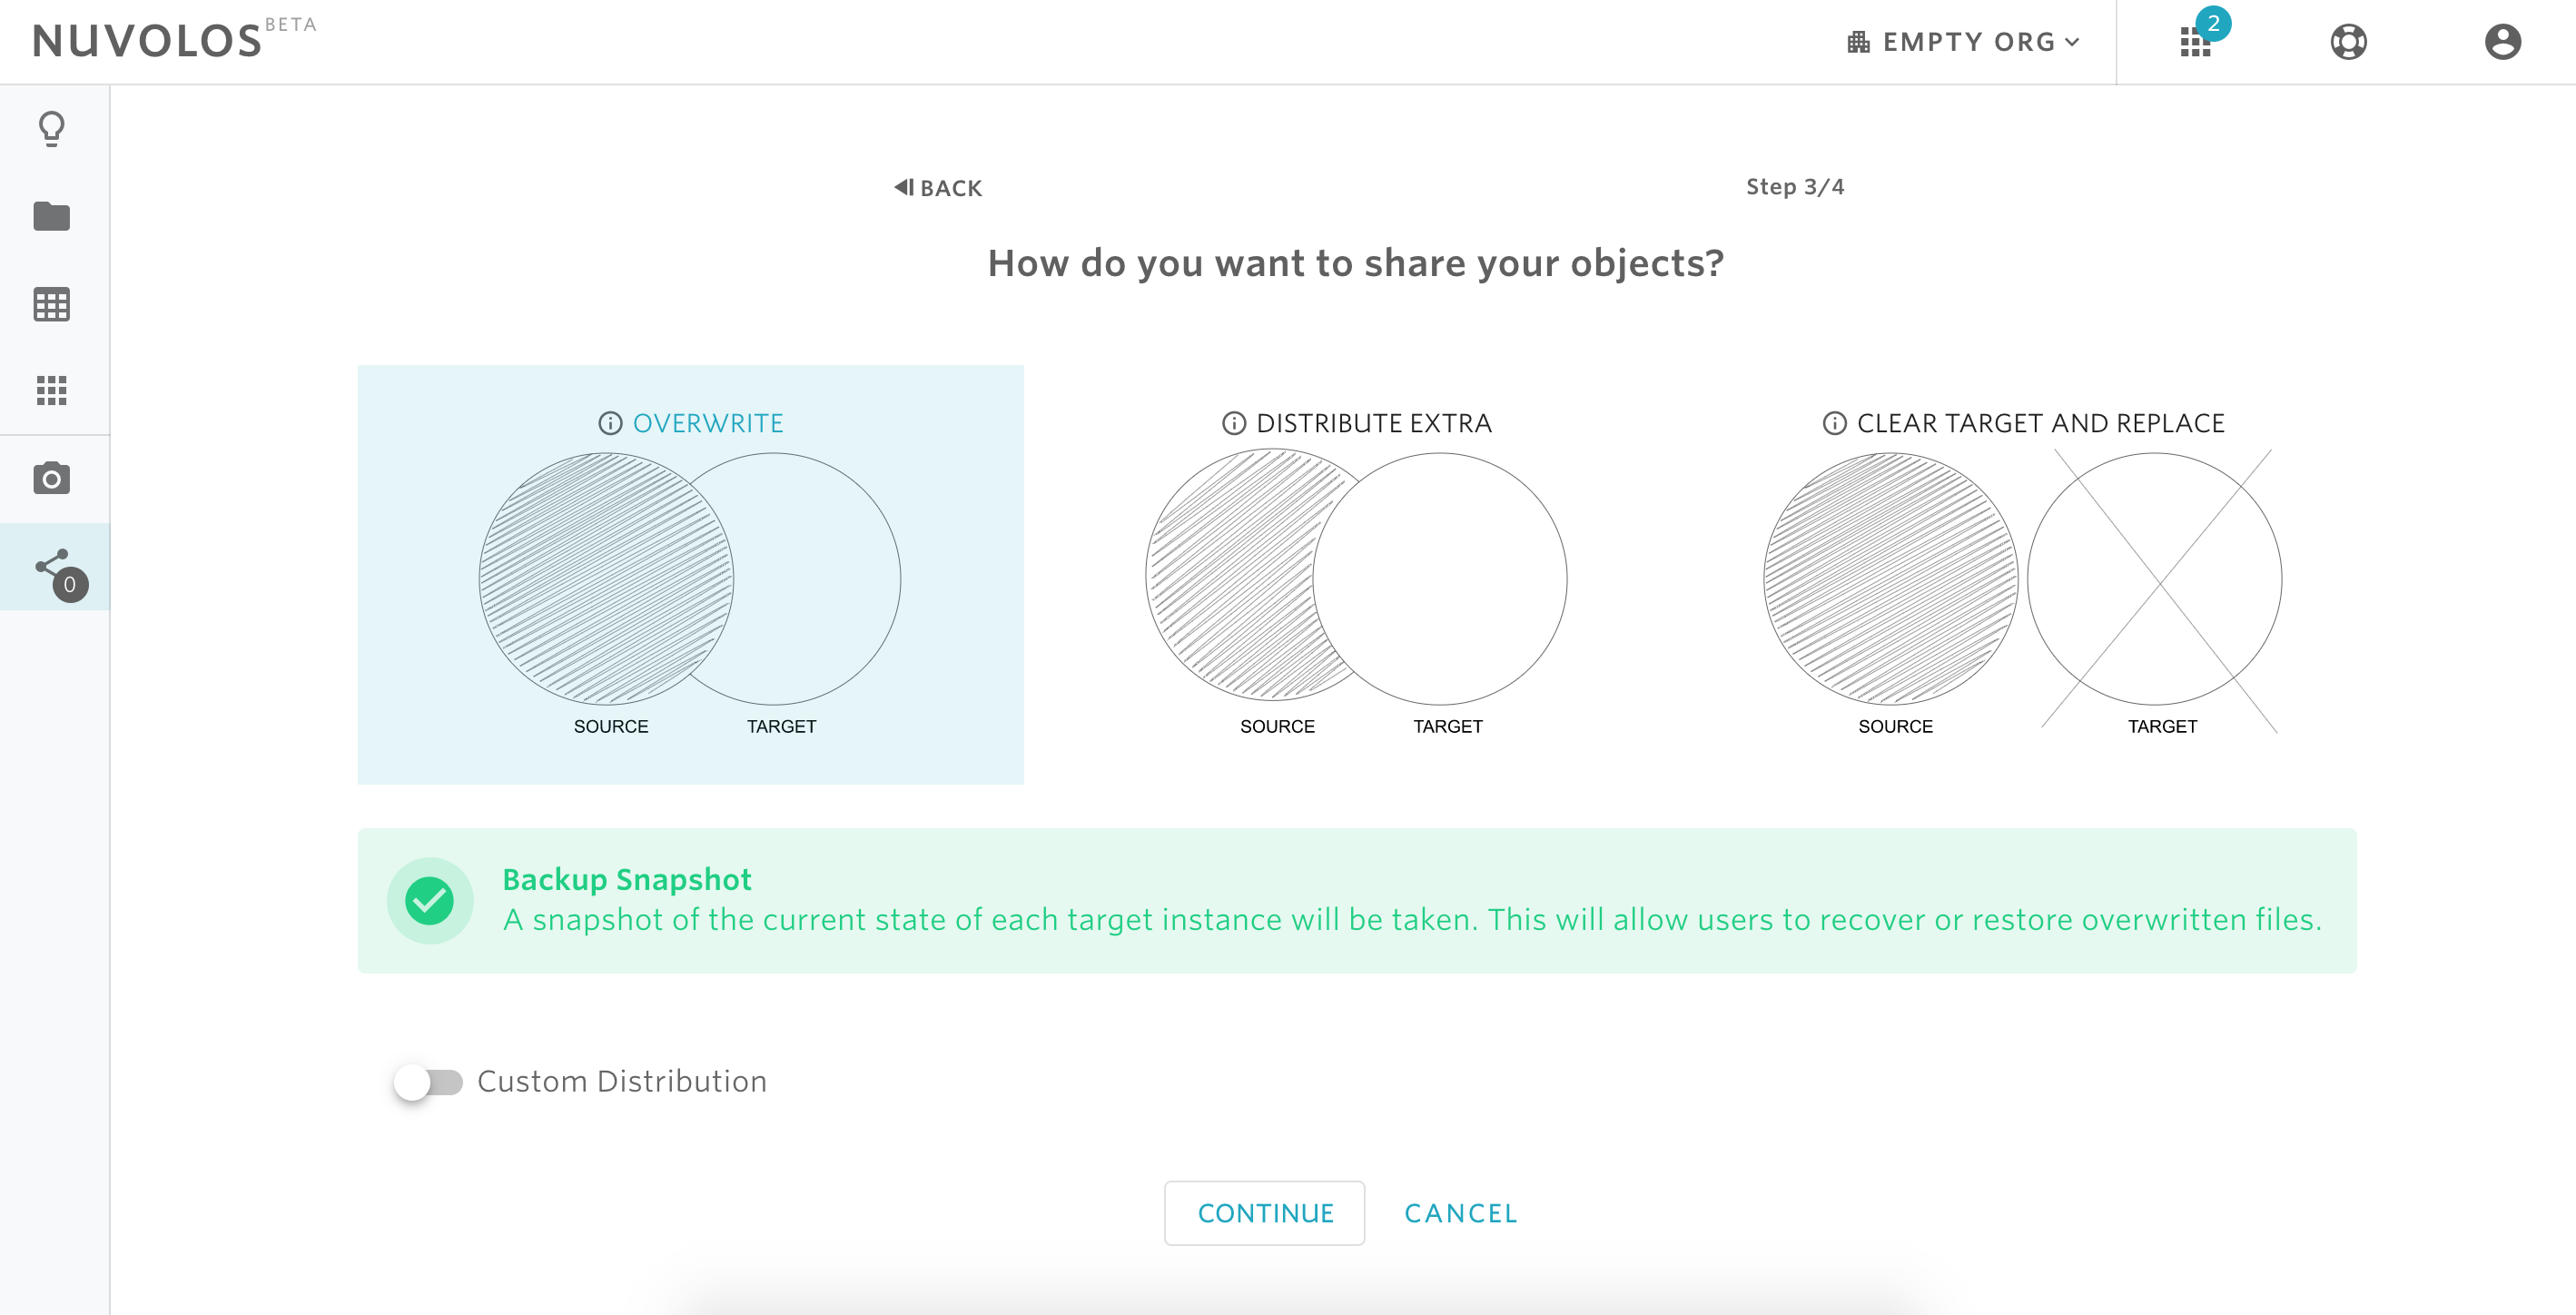 NUVOLOS BETA
EMPTY ORG
2
BACK
Step 3/4
How do you want to share your objects?
OVERWRITE
DISTRIBUTE EXTRA
CLEAR TARGET AND REPLACE
0
SOURCE TARGET
SOURCE TARGET
SOURCE TARGET
Backup Snapshot
A snapshot of the current state of each target instance will be taken. This will allow users to recover or restore overwritten files.
Custom Distribution
CONTINUE
CANCEL